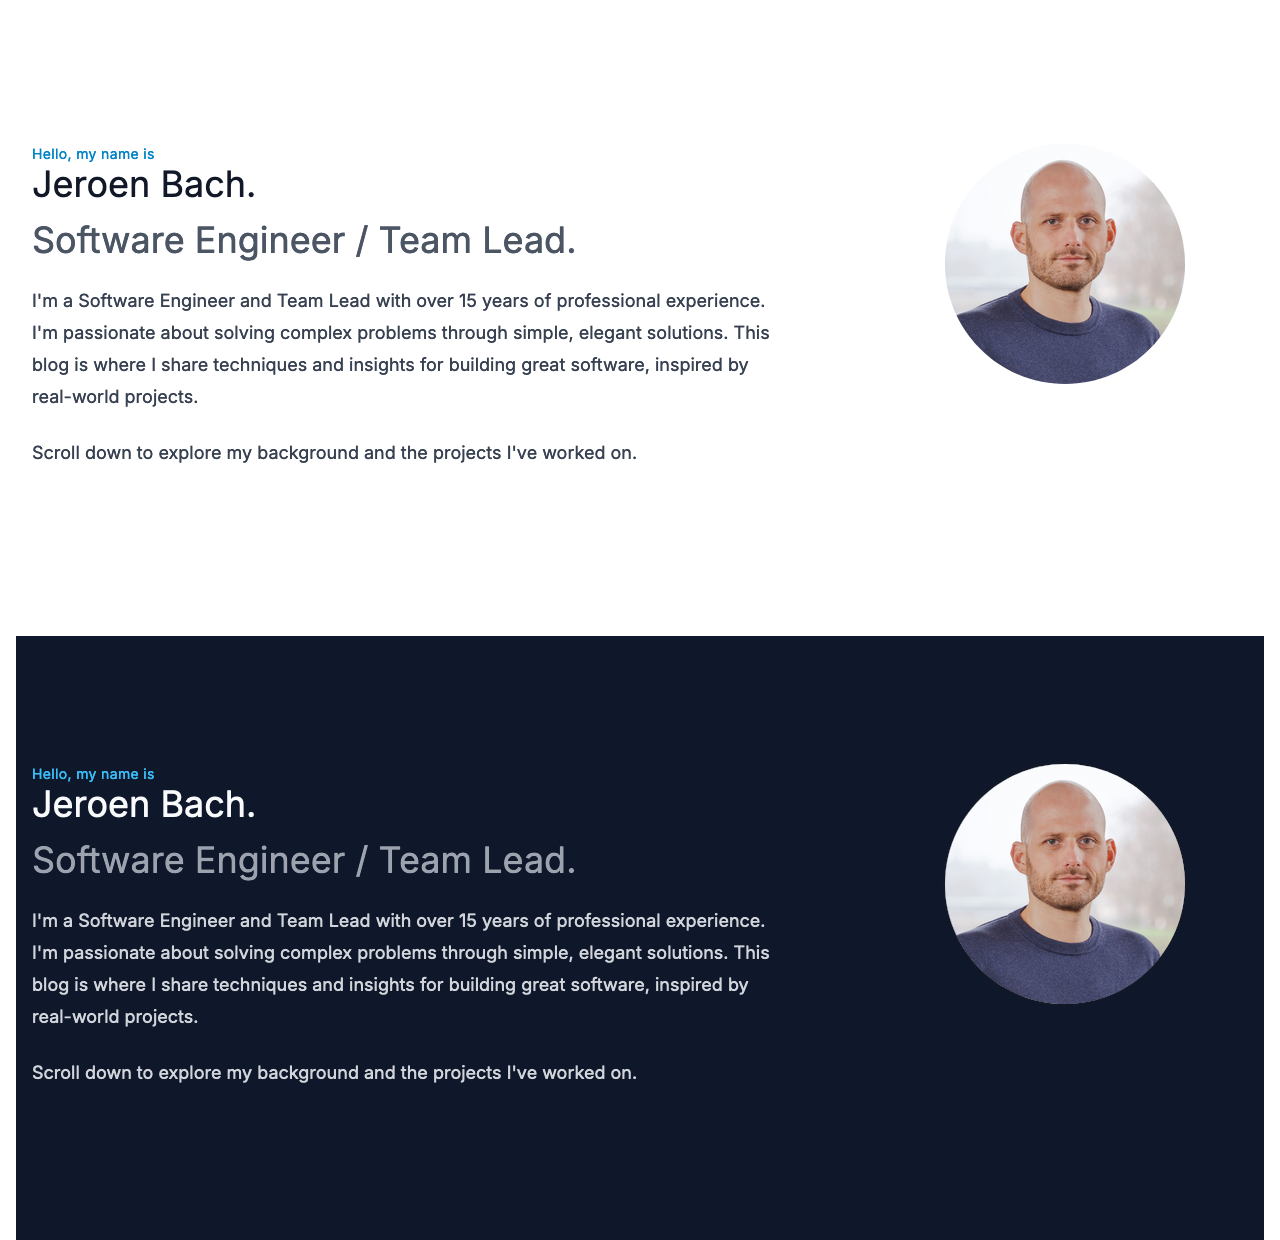 Hello, my name is
Jeroen Bach.
Software Engineer / Team Lead.
I'm a Software Engineer and Team Lead with over 15 years of professional experience.
I'm passionate about solving complex problems through simple, elegant solutions. This
blog is where I share techniques and insights for building great software, inspired by
real-world projects.
Scroll down to explore my background and the projects I've worked on.
Hello, my name is
Jeroen Bach.
Software Engineer / Team Lead.
I'm a Software Engineer and Team Lead with over 15 years of professional experience.
I'm passionate about solving complex problems through simple, elegant solutions. This
blog is where I share techniques and insights for building great software, inspired by
real-world projects.
Scroll down to explore my background and the projects I've worked on.